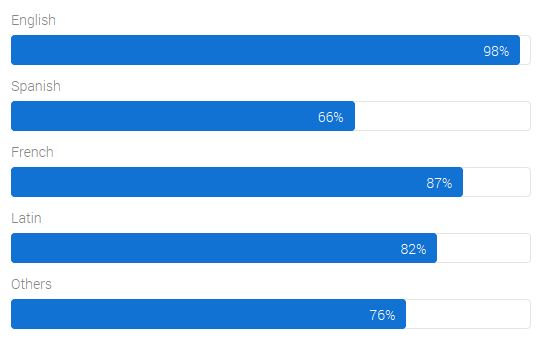 English
98%
Spanish
66%
French
87%
Latin
82%
Others
76%